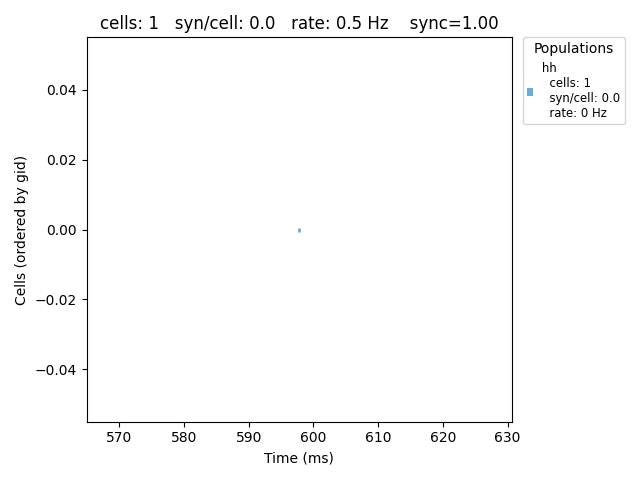 cells: 1   syn/cell: 0.0   rate: 0.5 Hz    sync=1.00
Populations
hh
cells: 1
syn/cell: 0.0
rate: 0 Hz
Cells (ordered by gid)
0.04
0.02
0.00
−0.02
−0.04
570 580 590 600 610 620 630
Time (ms)